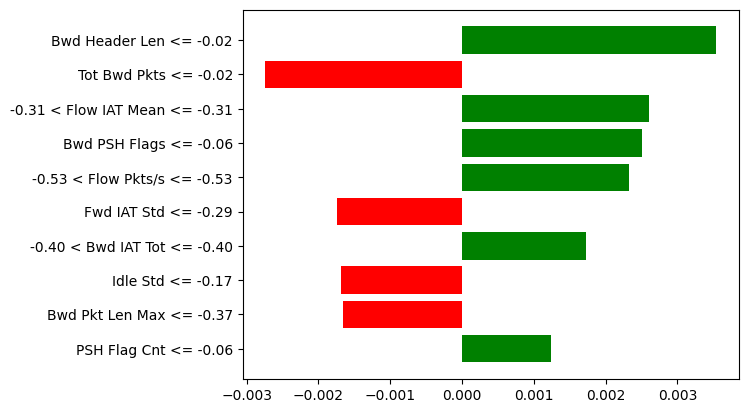 Bwd Header Len <= -0.02
Tot Bwd Pkts <= -0.02
-0.31 < Flow IAT Mean <= -0.31
Bwd PSH Flags <= -0.06
-0.53 < Flow Pkts/s <= -0.53
Fwd IAT Std <= -0.29
-0.40 < Bwd IAT Tot <= -0.40
Idle Std <= -0.17
Bwd Pkt Len Max <= -0.37
PSH Flag Cnt <= -0.06
−0.003 −0.002 −0.001 0.000 0.001 0.002 0.003